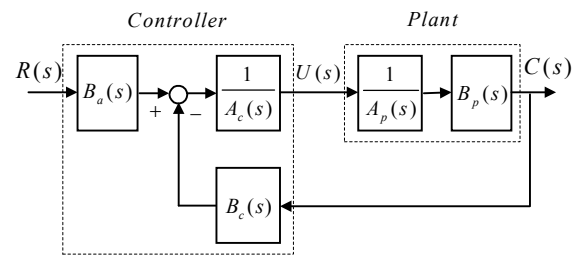 Controller
Plant
R(s)
B_a(s)
+
−
1
A_c(s)
U(s)
1
A_p(s)
B_p(s)
C(s)
B_c(s)